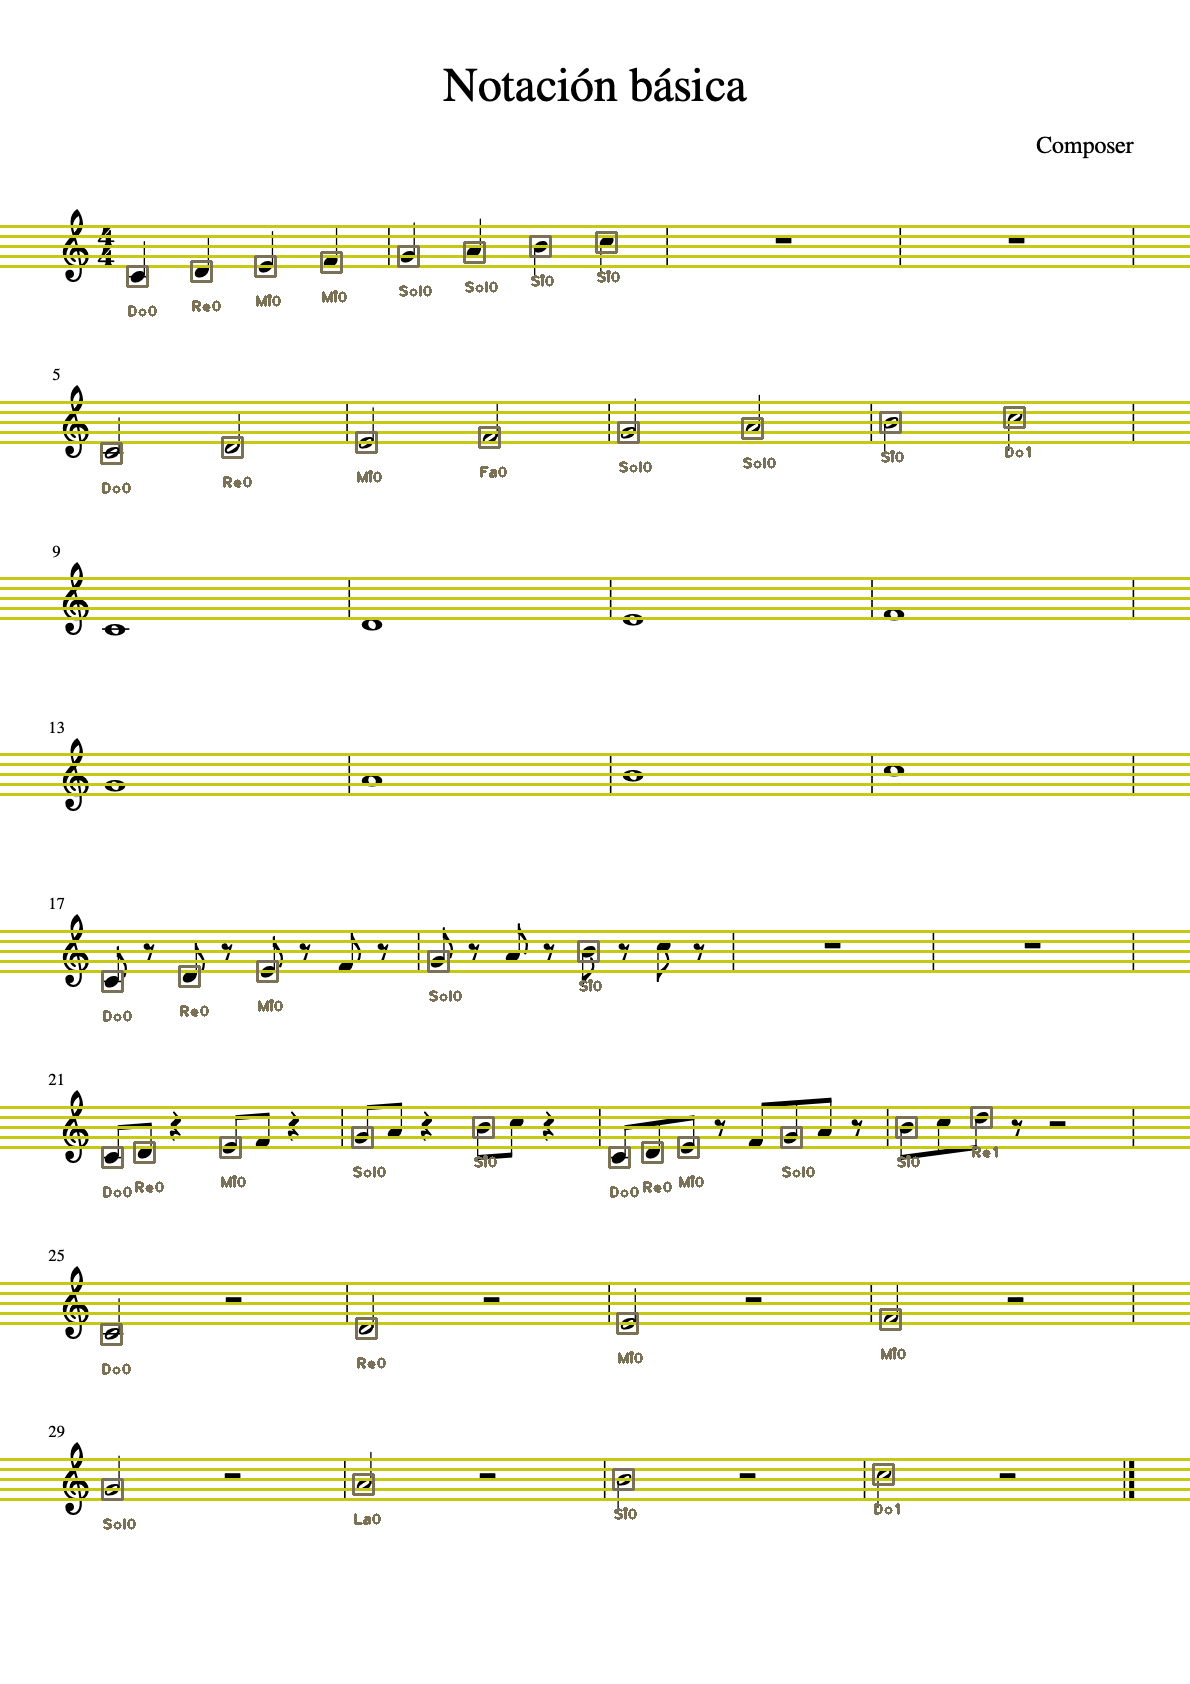 Notación básica
Composer
4
4
Do0 Re0 Mi0 Mi0 Sol0 Sol0 Si0 Si0
5
Do0 Re0 Mi0 Fa0 Sol0 Sol0 Si0 Do1
9
13
17
Do0 Re0 Mi0 Sol0 Si0
21
Do0 Re0 Mi0 Sol0 Si0 Do0 Re0 Mi0 Sol0 Si0 Re1
25
Do0 Re0 Mi0 Mi0
29
Sol0 La0 Si0 Do1